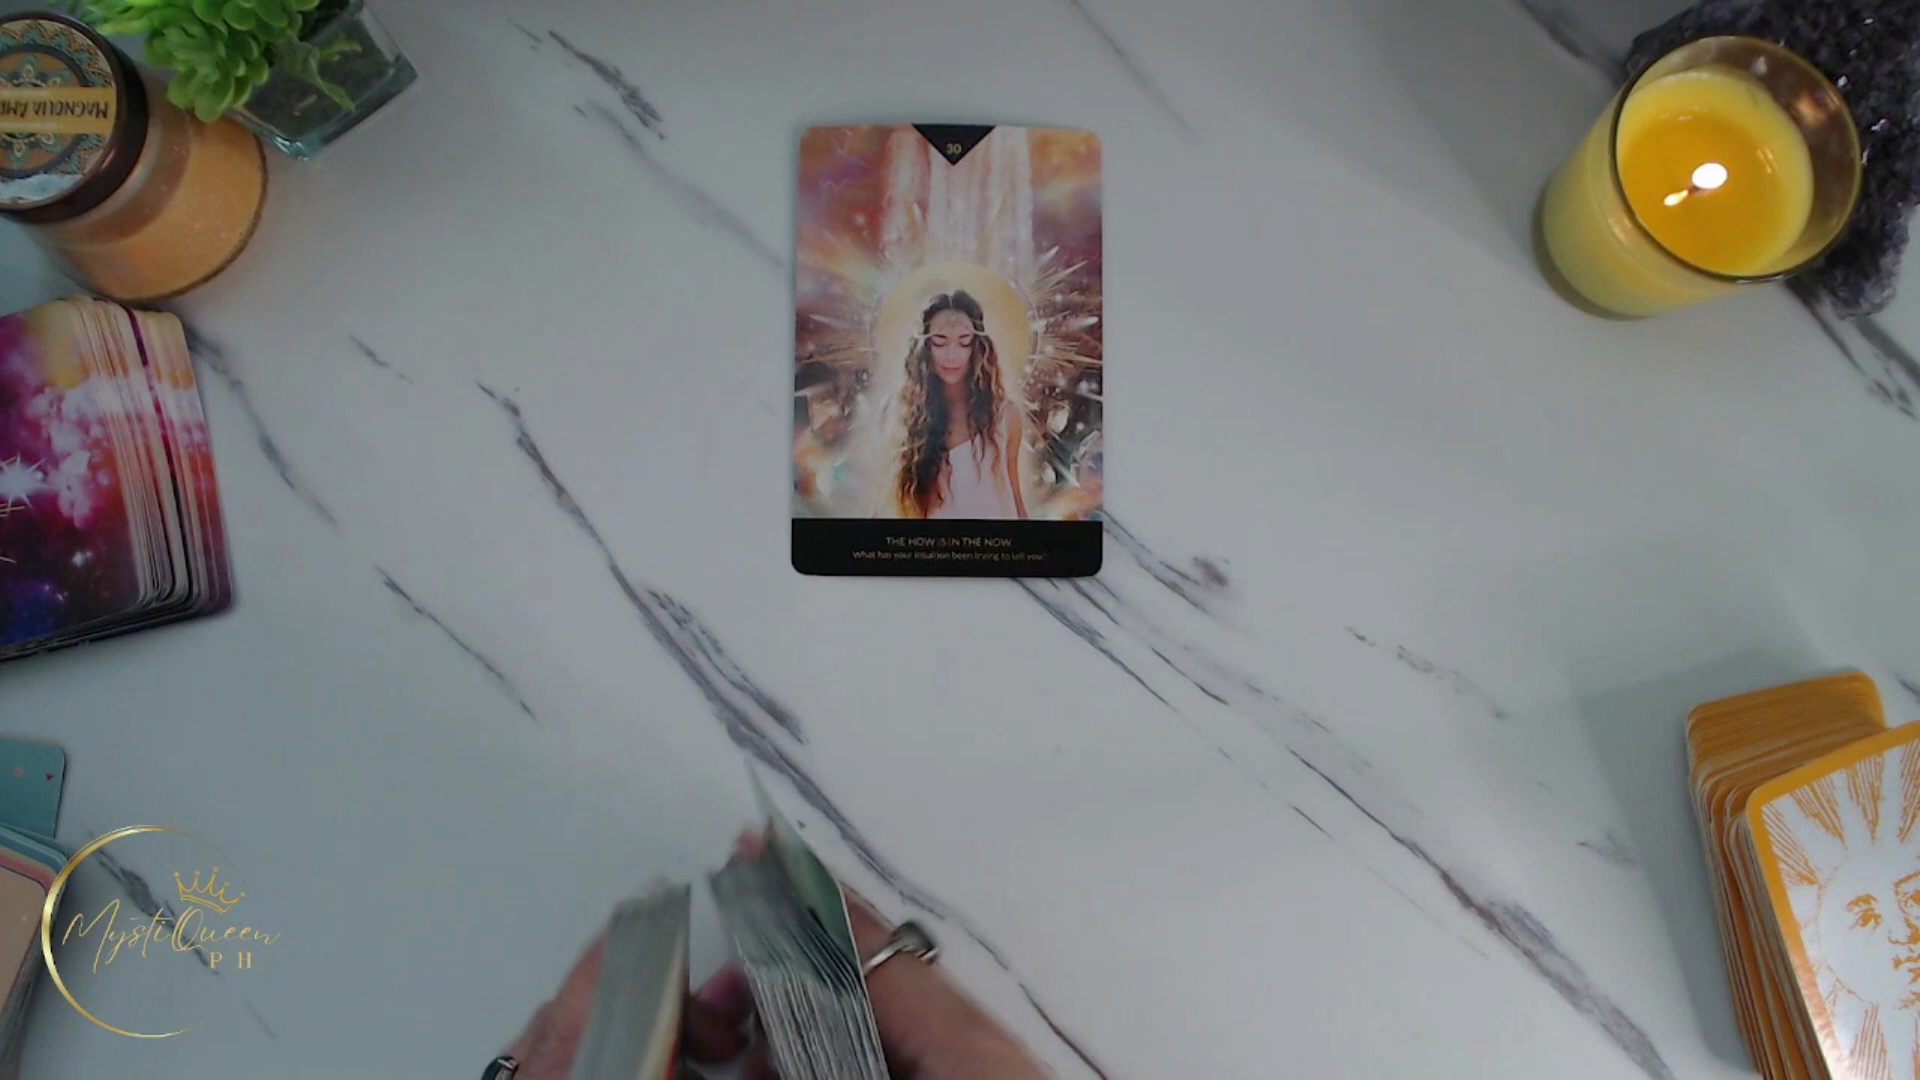 MAGNOLIA
30
THE HOW IS IN THE NOW
What has your intuition been trying to tell you?
MystiQueen
PH